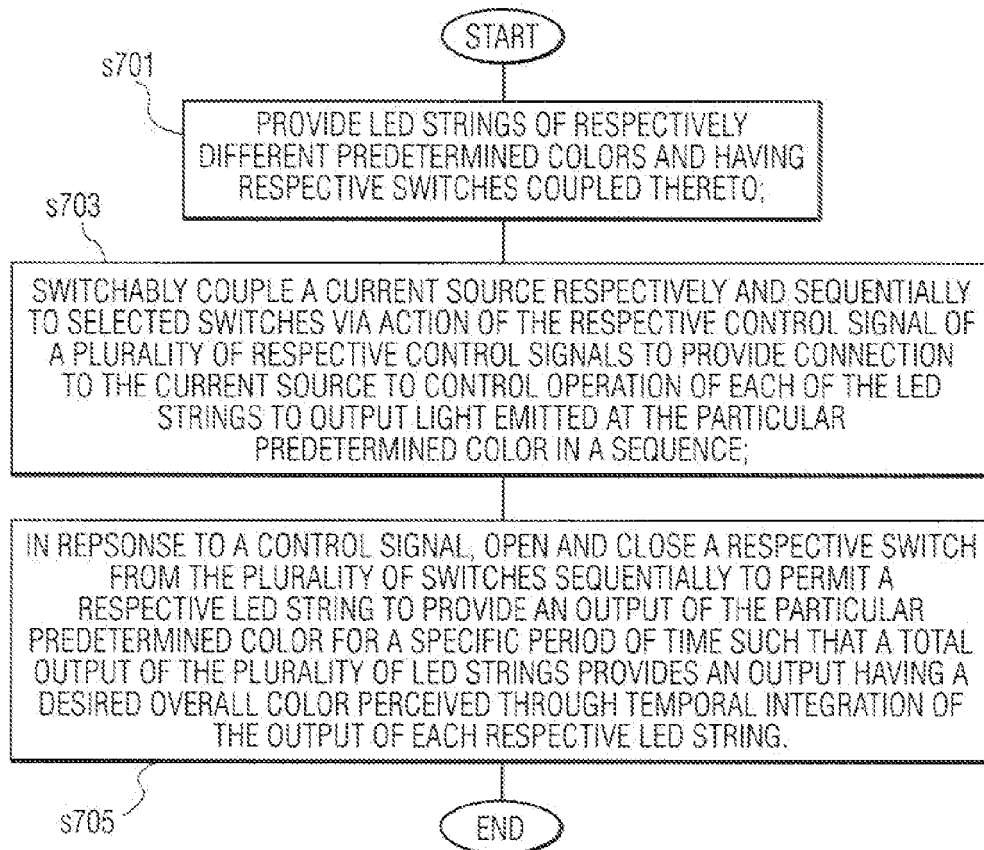 START
s701
PROVIDE LED STRINGS OF RESPECTIVELY
DIFFERENT PREDETERMINED COLORS AND HAVING
RESPECTIVE SWITCHES COUPLED THERETO;
s703
SWITCHABLY COUPLE A CURRENT SOURCE RESPECTIVELY AND SEQUENTIALLY
TO SELECTED SWITCHES VIA ACTION OF THE RESPECTIVE CONTROL SIGNAL OF
A PLURALITY OF RESPECTIVE CONTROL SIGNALS TO PROVIDE CONNECTION
TO THE CURRENT SOURCE TO CONTROL OPERATION OF EACH OF THE LED
STRINGS TO OUTPUT LIGHT EMITTED AT THE PARTICULAR
PREDETERMINED COLOR IN A SEQUENCE;
IN REPSONSE TO A CONTROL SIGNAL, OPEN AND CLOSE A RESPECTIVE SWITCH
FROM THE PLURALITY OF SWITCHES SEQUENTIALLY TO PERMIT A
RESPECTIVE LED STRING TO PROVIDE AN OUTPUT OF THE PARTICULAR
PREDETERMINED COLOR FOR A SPECIFIC PERIOD OF TIME SUCH THAT A TOTAL
OUTPUT OF THE PLURALITY OF LED STRINGS PROVIDES AN OUTPUT HAVING A
DESIRED OVERALL COLOR PERCEIVED THROUGH TEMPORAL INTEGRATION OF
THE OUTPUT OF EACH RESPECTIVE LED STRING.
s705
END